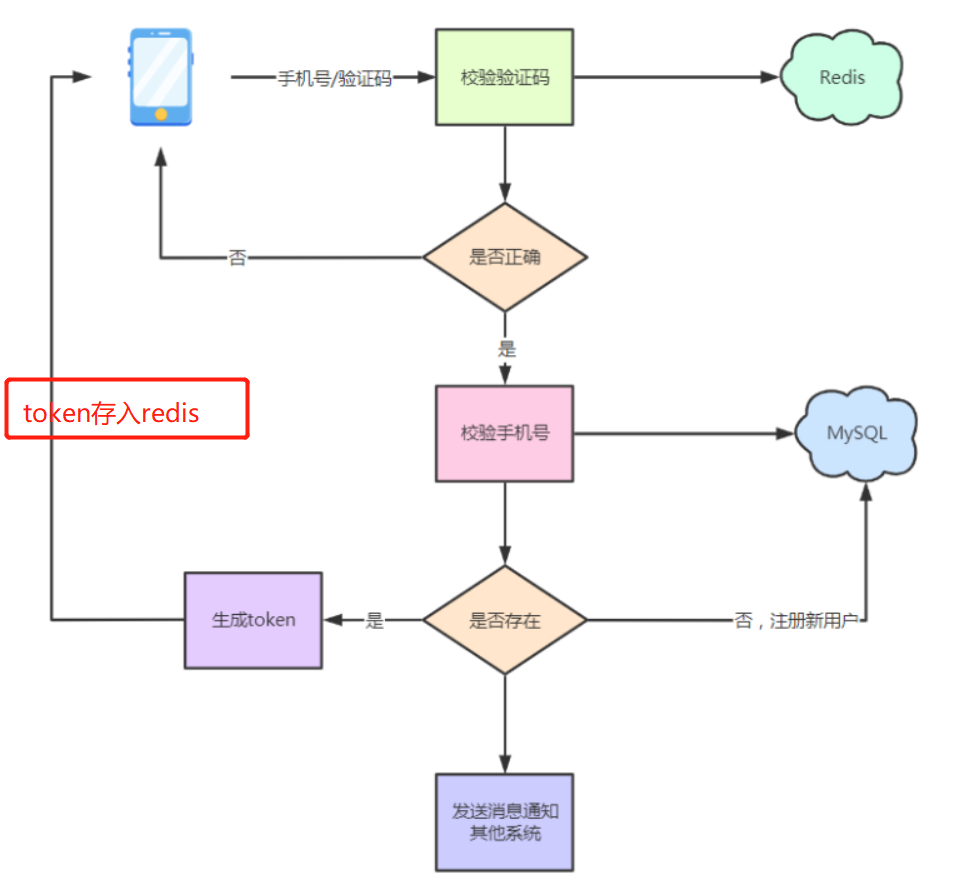 手机号/验证码
校验验证码
Redis
否
是否正确
是
token存入redis
校验手机号
MySQL
生成token
是
是否存在
否，注册新用户
发送消息通知
其他系统